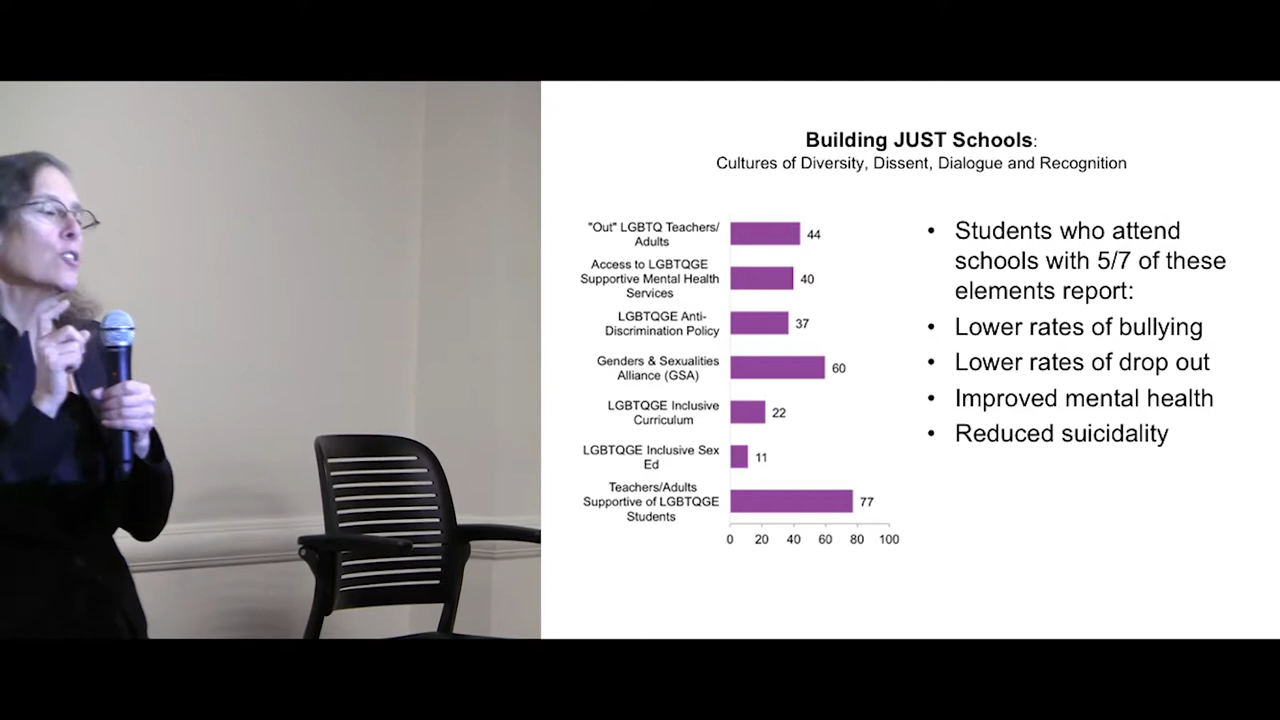 Building JUST Schools:
Cultures of Diversity, Dissent, Dialogue and Recognition
"Out" LGBTQ Teachers/
Adults
44
Access to LGBTQGE
Supportive Mental Health
Services
40
LGBTQGE Anti-
Discrimination Policy
37
Genders & Sexualities
Alliance (GSA)
60
LGBTQGE Inclusive
Curriculum
22
LGBTQGE Inclusive Sex
Ed
11
Teachers/Adults
Supportive of LGBTQGE
Students
77
0 20 40 60 80 100
• Students who attend
schools with 5/7 of these
elements report:
• Lower rates of bullying
• Lower rates of drop out
• Improved mental health
• Reduced suicidality